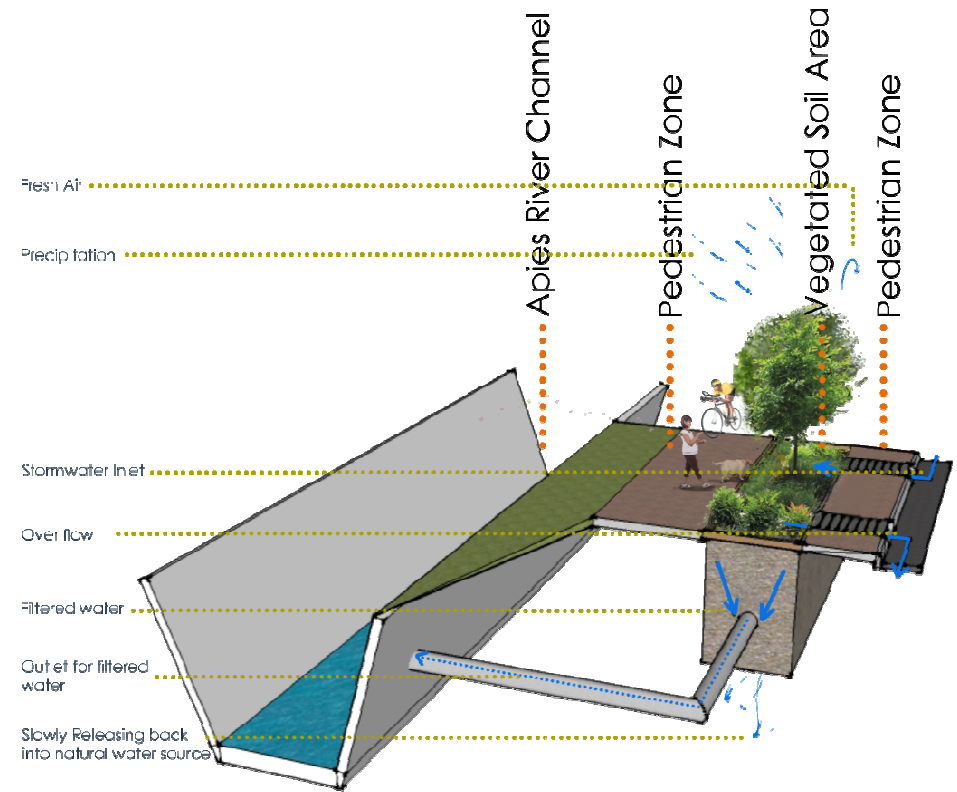 Apies River Channel
Pedestrian Zone
Vegetated Soil Area
Pedestrian Zone
Fresh Air
Precipitation
Stormwater Inlet
Over flow
Filtered water
Outlet for filtered
water
Slowly Releasing back
into natural water source